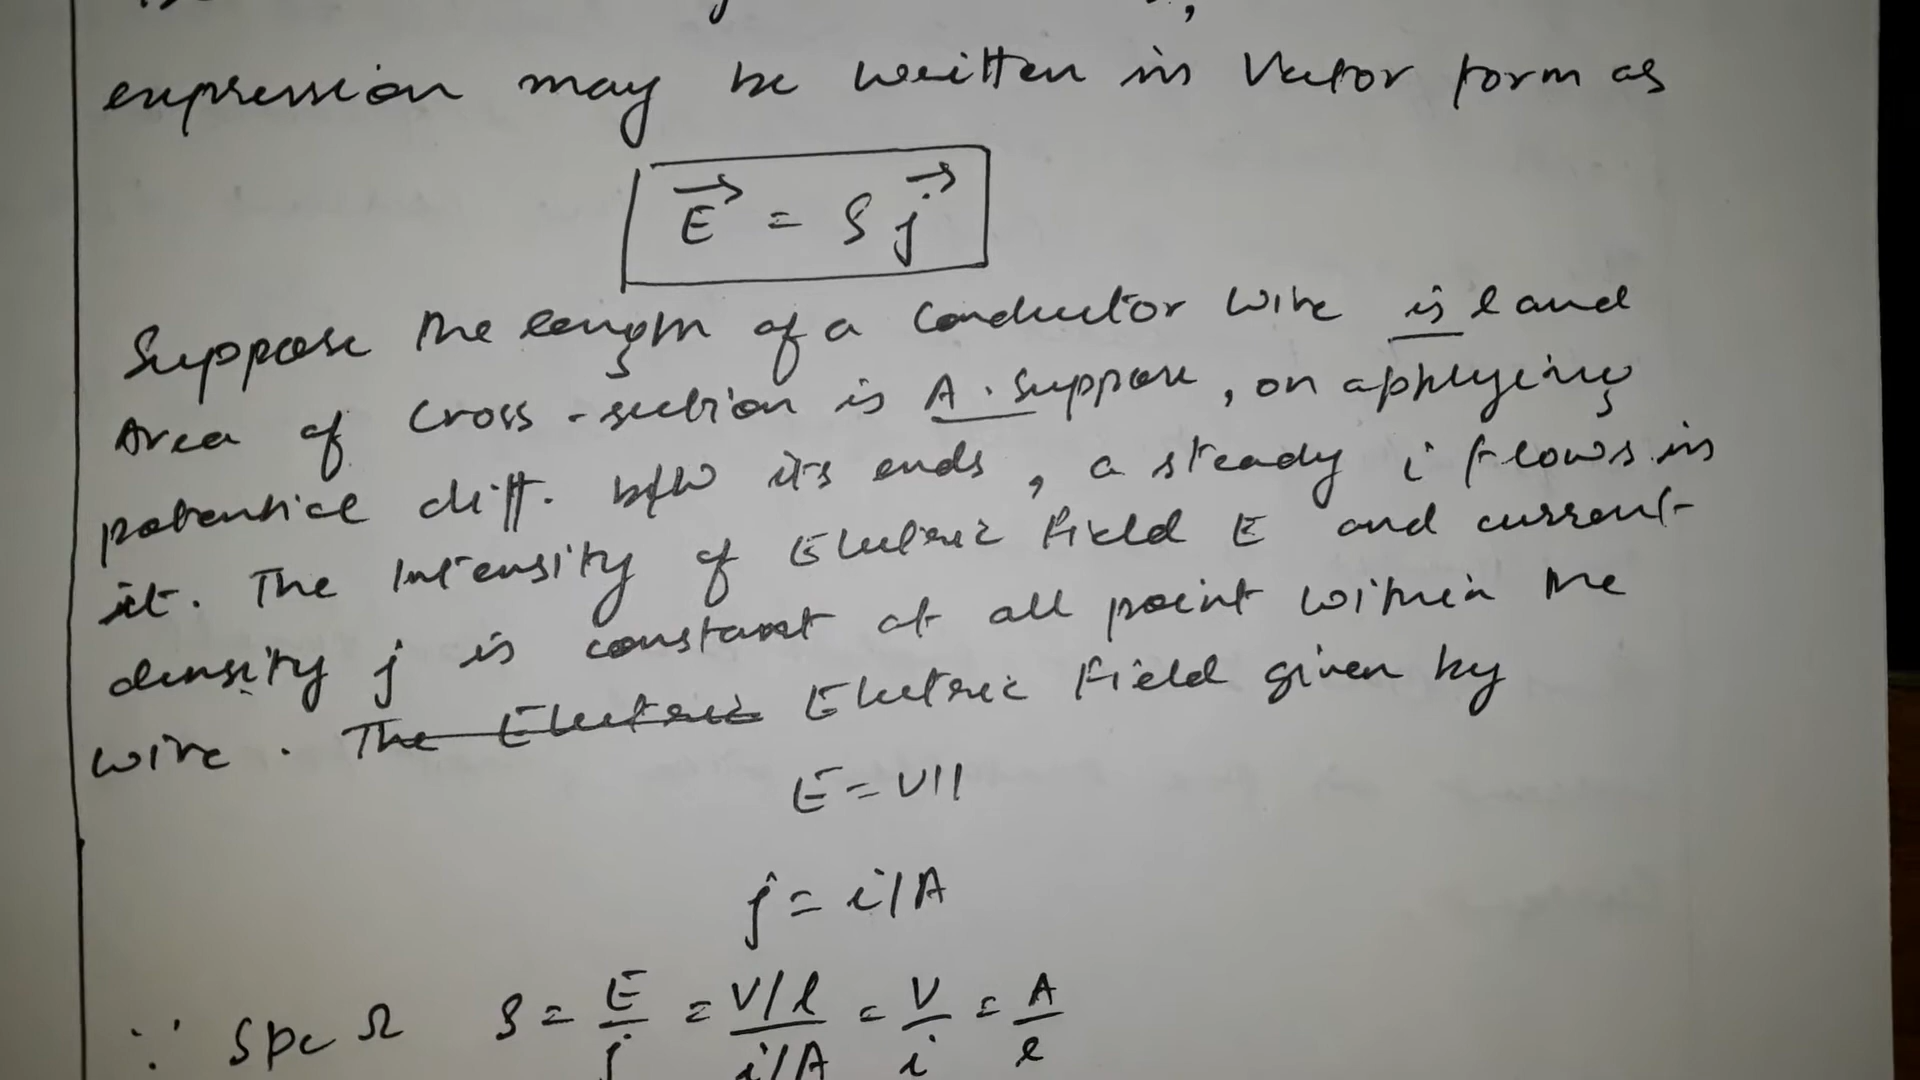 expression may be written in Vector form as
E⃗ = ρ j⃗
Suppose the length of a Conductor wire is l and
Area of Cross-section is A. Suppose, on applying
potential diff. b/w its ends, a steady i flows in
it. The Intensity of Electric Field E and current
density j is constant at all point within the
wire. ~~The Electric~~ Electric Field given by
E = V/l
j = i/A
∵ Spc Ω ρ = E/j = (V/l)/(i/A) = V/i = A/l